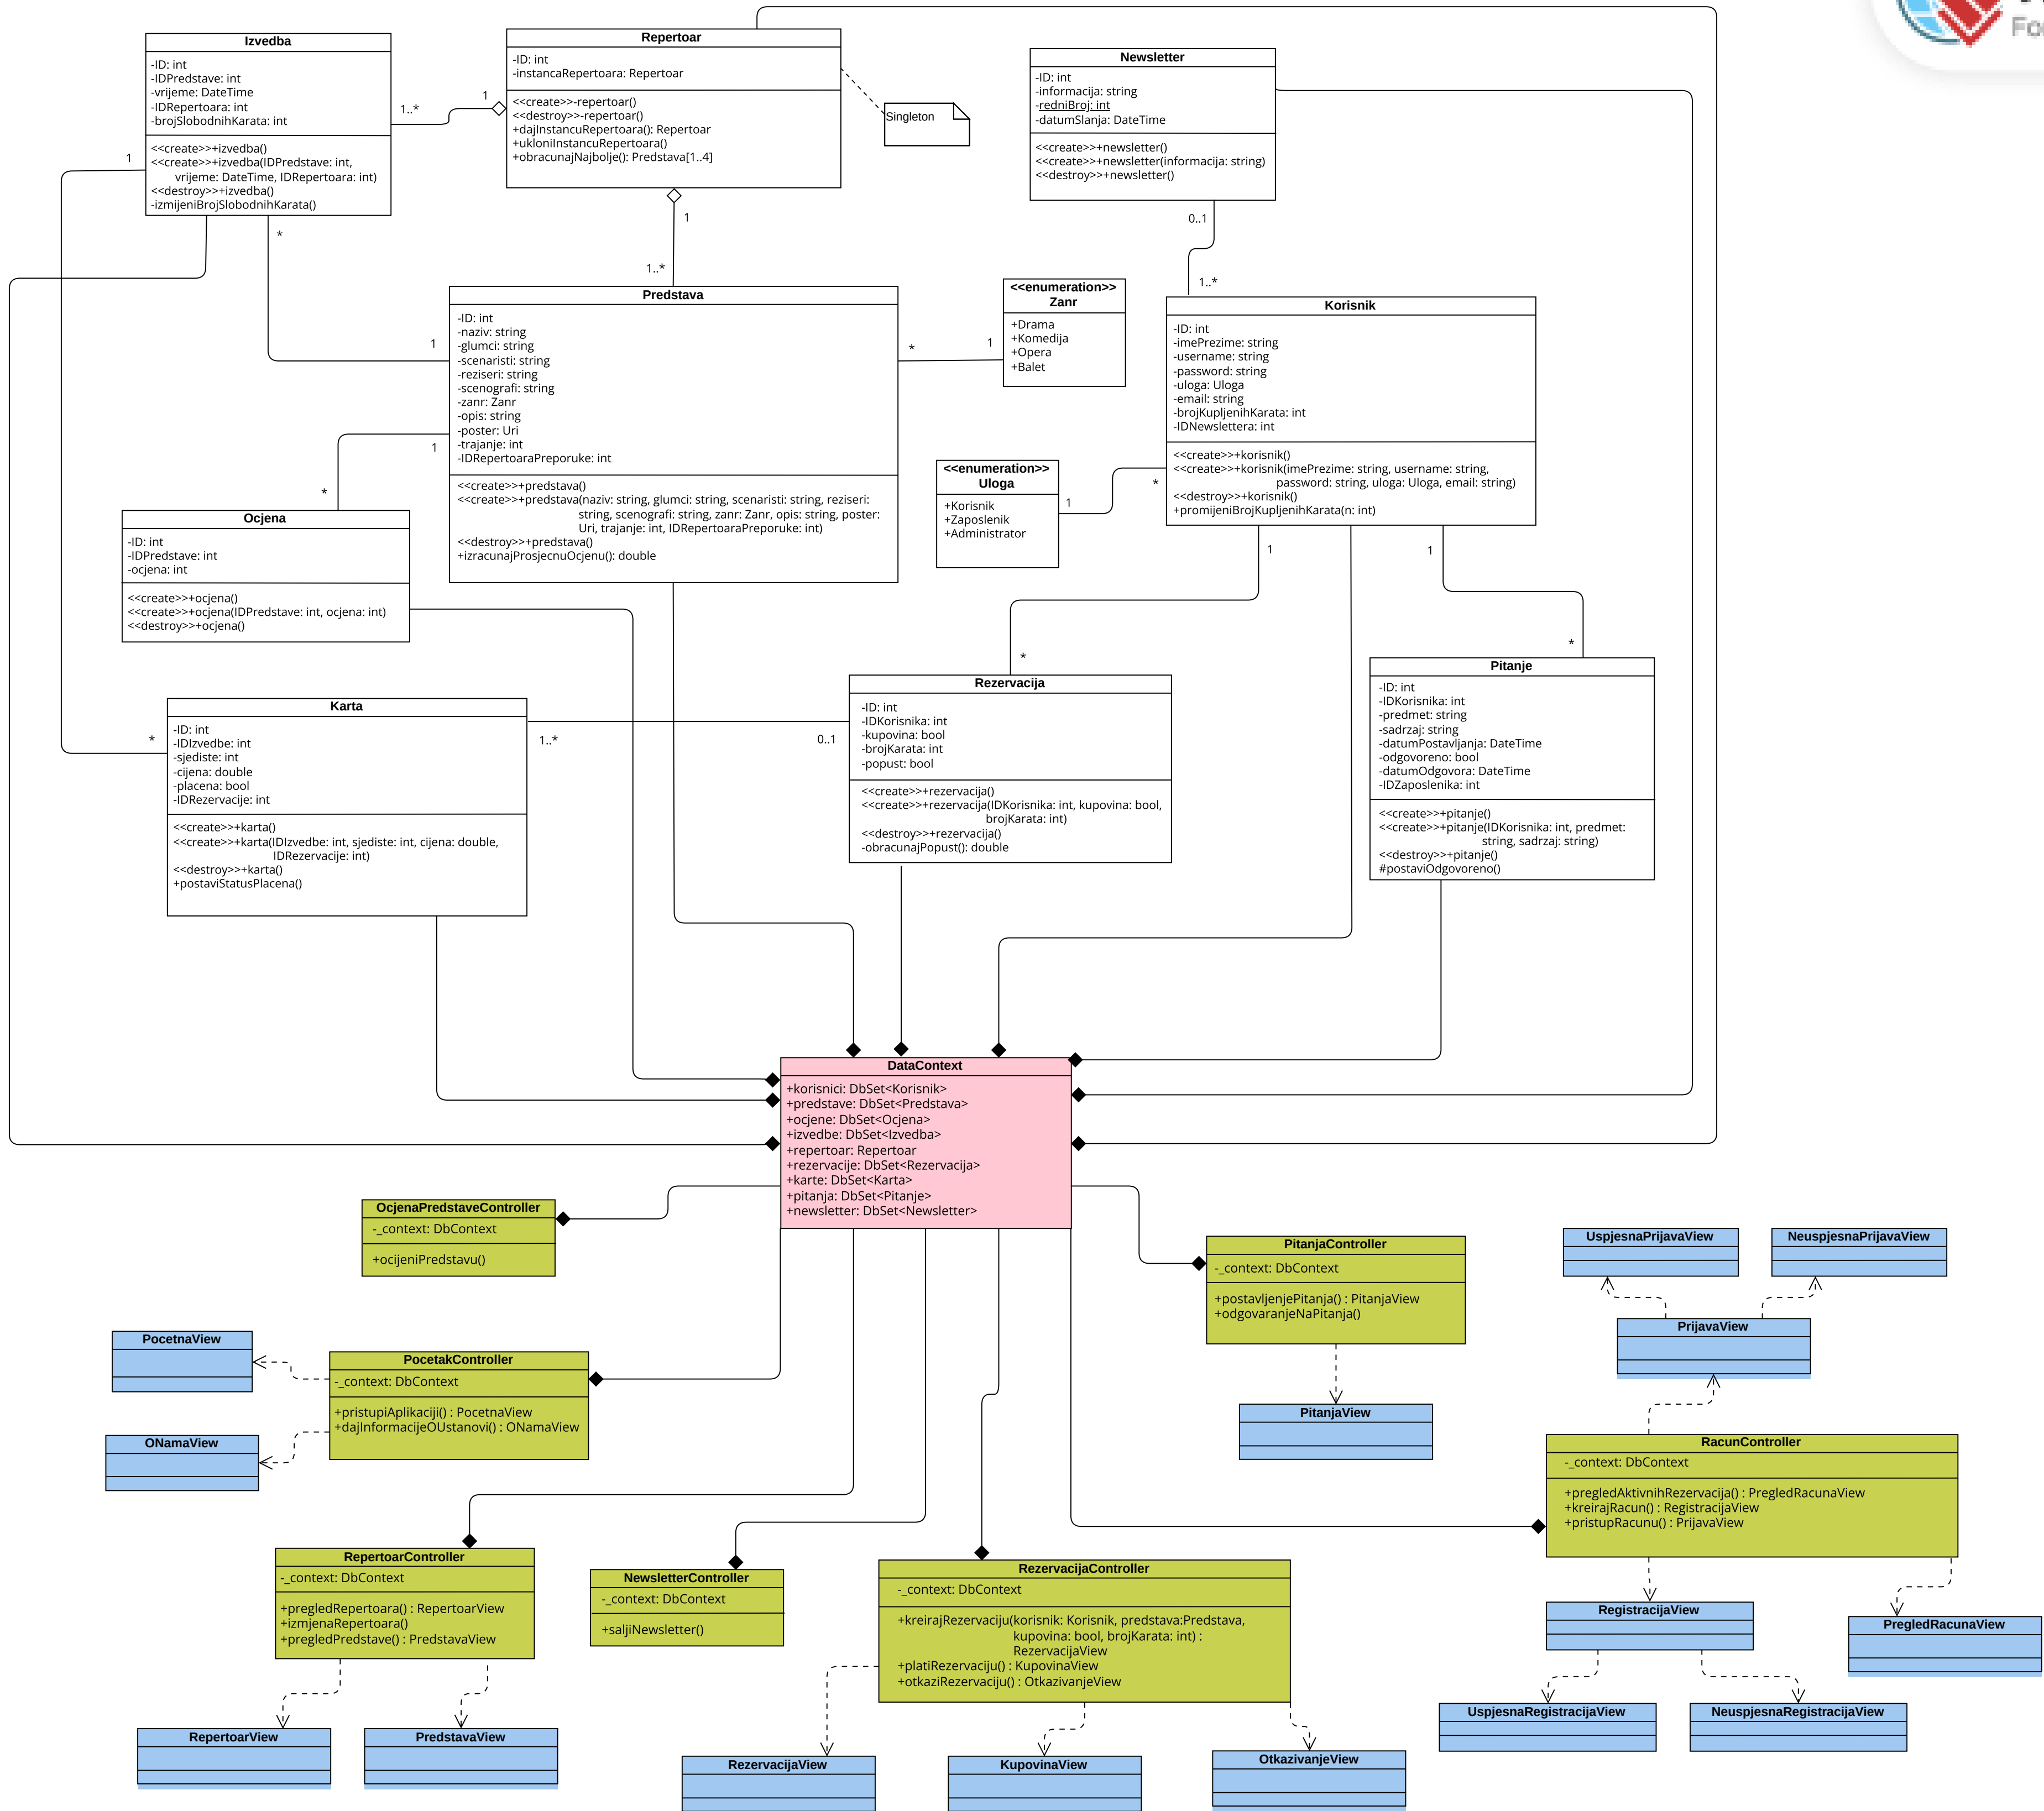 Fo
Izvedba
-ID: int
-IDPredstave: int
-vrijeme: DateTime
-IDRepertoara: int
-brojSlobodnihKarata: int
<<create>>+izvedba()
<<create>>+izvedba(IDPredstave: int,
vrijeme: DateTime, IDRepertoara: int)
<<destroy>>+izvedba()
-izmijeniBrojSlobodnihKarata()
1..*
1
Repertoar
-ID: int
-instancaRepertoara: Repertoar
<<create>>-repertoar()
<<destroy>>-repertoar()
+dajInstancuRepertoara(): Repertoar
+ukloniInstancuRepertoara()
+obracunajNajbolje(): Predstava[1..4]
Singleton
Newsletter
-ID: int
-informacija: string
-redniBroj: int
-datumSlanja: DateTime
<<create>>+newsletter()
<<create>>+newsletter(informacija: string)
<<destroy>>+newsletter()
1
*
1
1..*
0..1
1..*
Predstava
-ID: int
-naziv: string
-glumci: string
-scenaristi: string
-reziseri: string
-scenografi: string
-zanr: Zanr
-opis: string
-poster: Uri
-trajanje: int
-IDRepertoaraPreporuke: int
<<create>>+predstava()
<<create>>+predstava(naziv: string, glumci: string, scenaristi: string, reziseri:
string, scenografi: string, zanr: Zanr, opis: string, poster:
Uri, trajanje: int, IDRepertoaraPreporuke: int)
<<destroy>>+predstava()
+izracunajProsjecnuOcjenu(): double
1
1
*
*
1
<<enumeration>>
Zanr
+Drama
+Komedija
+Opera
+Balet
Korisnik
-ID: int
-imePrezime: string
-username: string
-password: string
-uloga: Uloga
-email: string
-brojKupljenihKarata: int
-IDNewslettera: int
<<create>>+korisnik()
<<create>>+korisnik(imePrezime: string, username: string,
password: string, uloga: Uloga, email: string)
<<destroy>>+korisnik()
+promijeniBrojKupljenihKarata(n: int)
<<enumeration>>
Uloga
+Korisnik
+Zaposlenik
+Administrator
1
*
Ocjena
-ID: int
-IDPredstave: int
-ocjena: int
<<create>>+ocjena()
<<create>>+ocjena(IDPredstave: int, ocjena: int)
<<destroy>>+ocjena()
1
1
*
*
Karta
-ID: int
-IDIzvedbe: int
-sjediste: int
-cijena: double
-placena: bool
-IDRezervacije: int
<<create>>+karta()
<<create>>+karta(IDIzvedbe: int, sjediste: int, cijena: double,
IDRezervacije: int)
<<destroy>>+karta()
+postaviStatusPlacena()
*
1..*
0..1
Rezervacija
-ID: int
-IDKorisnika: int
-kupovina: bool
-brojKarata: int
-popust: bool
<<create>>+rezervacija()
<<create>>+rezervacija(IDKorisnika: int, kupovina: bool,
brojKarata: int)
<<destroy>>+rezervacija()
-obracunajPopust(): double
Pitanje
-ID: int
-IDKorisnika: int
-predmet: string
-sadrzaj: string
-datumPostavljanja: DateTime
-odgovoreno: bool
-datumOdgovora: DateTime
-IDZaposlenika: int
<<create>>+pitanje()
<<create>>+pitanje(IDKorisnika: int, predmet:
string, sadrzaj: string)
<<destroy>>+pitanje()
#postaviOdgovoreno()
DataContext
+korisnici: DbSet<Korisnik>
+predstave: DbSet<Predstava>
+ocjene: DbSet<Ocjena>
+izvedbe: DbSet<Izvedba>
+repertoar: Repertoar
+rezervacije: DbSet<Rezervacija>
+karte: DbSet<Karta>
+pitanja: DbSet<Pitanje>
+newsletter: DbSet<Newsletter>
OcjenaPredstaveController
-_context: DbContext
+ocijeniPredstavu()
PitanjaController
-_context: DbContext
+postavljenjePitanja() : PitanjaView
+odgovaranjeNaPitanja()
UspjesnaPrijavaView
NeuspjesnaPrijavaView
PrijavaView
PocetnaView
PocetakController
-_context: DbContext
+pristupiAplikaciji() : PocetnaView
+dajInformacijeOUstanovi() : ONamaView
ONamaView
PitanjaView
RacunController
-_context: DbContext
+pregledAktivnihRezervacija() : PregledRacunaView
+kreirajRacun() : RegistracijaView
+pristupRacunu() : PrijavaView
RepertoarController
-_context: DbContext
+pregledRepertoara() : RepertoarView
+izmjenaRepertoara()
+pregledPredstave() : PredstavaView
NewsletterController
-_context: DbContext
+saljiNewsletter()
RezervacijaController
-_context: DbContext
+kreirajRezervaciju(korisnik: Korisnik, predstava:Predstava,
kupovina: bool, brojKarata: int) :
RezervacijaView
+platiRezervaciju() : KupovinaView
+otkaziRezervaciju() : OtkazivanjeView
RegistracijaView
PregledRacunaView
UspjesnaRegistracijaView
NeuspjesnaRegistracijaView
RepertoarView
PredstavaView
RezervacijaView
KupovinaView
OtkazivanjeView